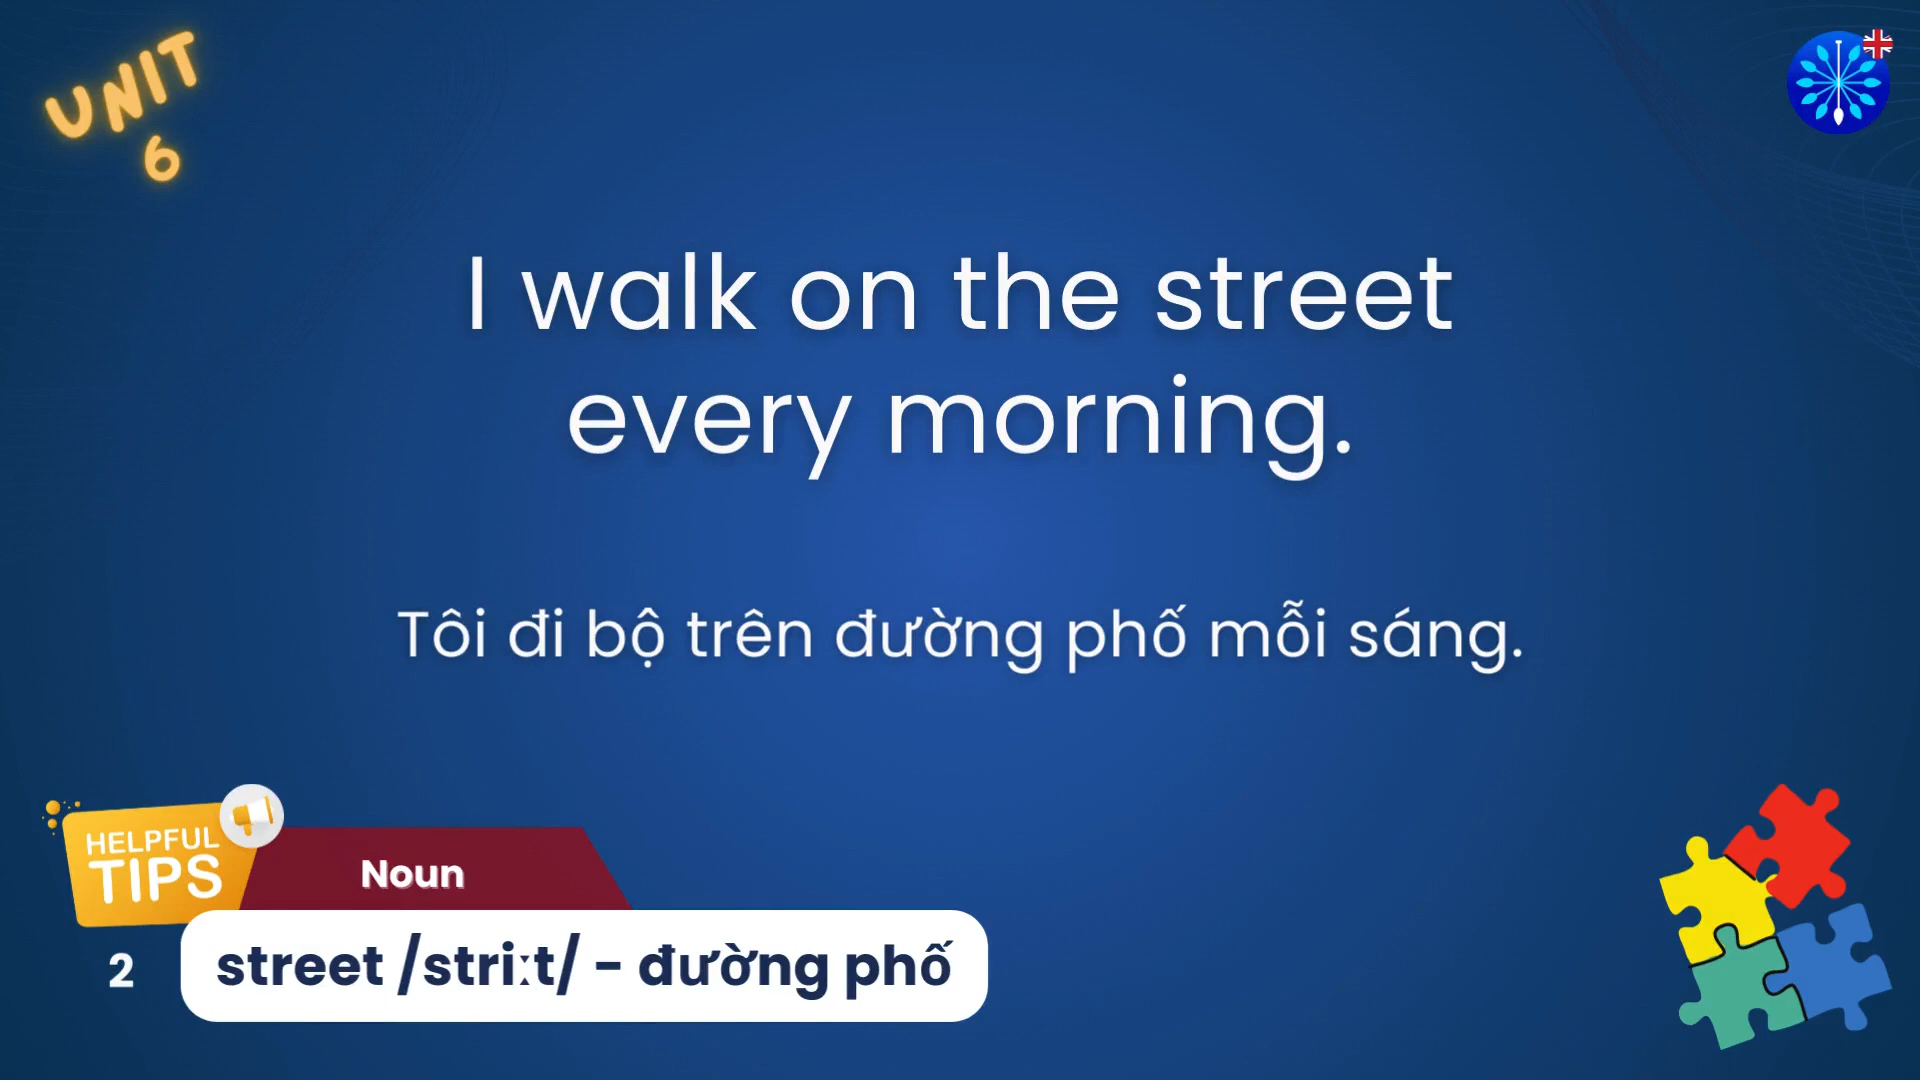 UNIT
6
I walk on the street
every morning.
Tôi đi bộ trên đường phố mỗi sáng.
HELPFUL
TIPS
Noun
2
street /striːt/ - đường phố